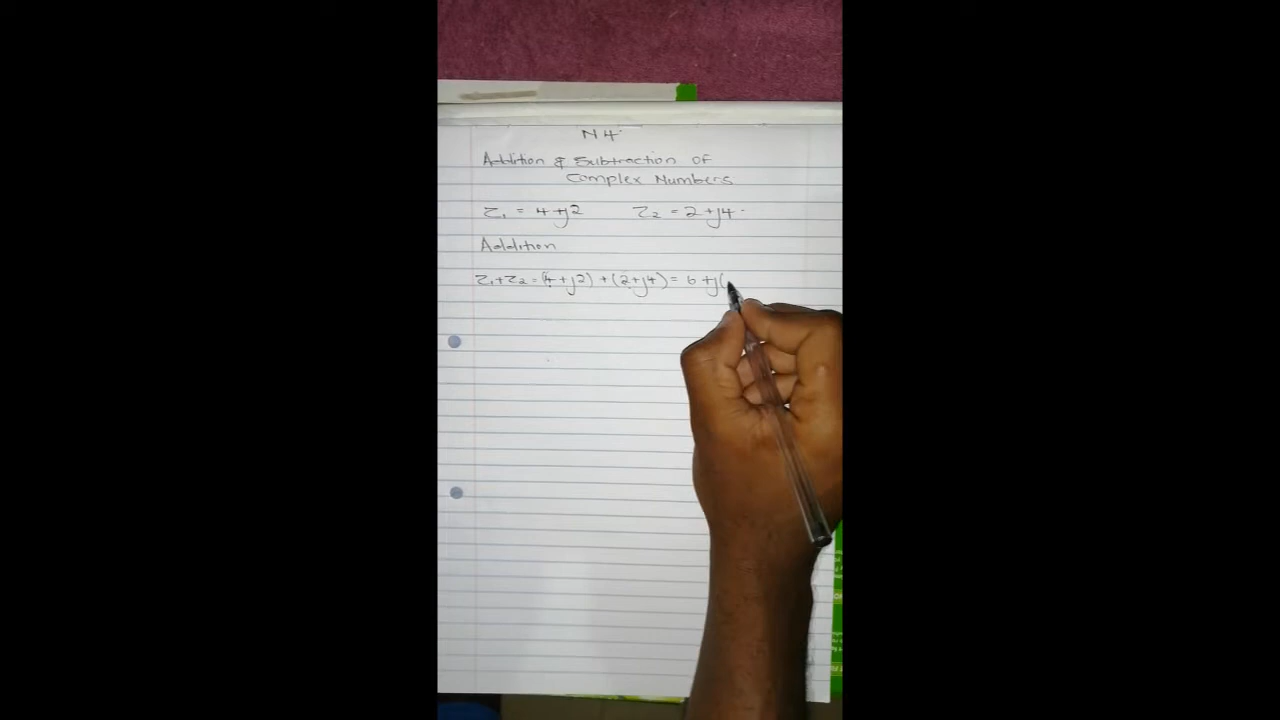 N4
Addition & Subtraction of
Complex Numbers
Z₁ = 4+j2 Z₂ = 2+j4
Addition
Z₁+Z₂ = (4+j2) + (2+j4) = 6 +j(